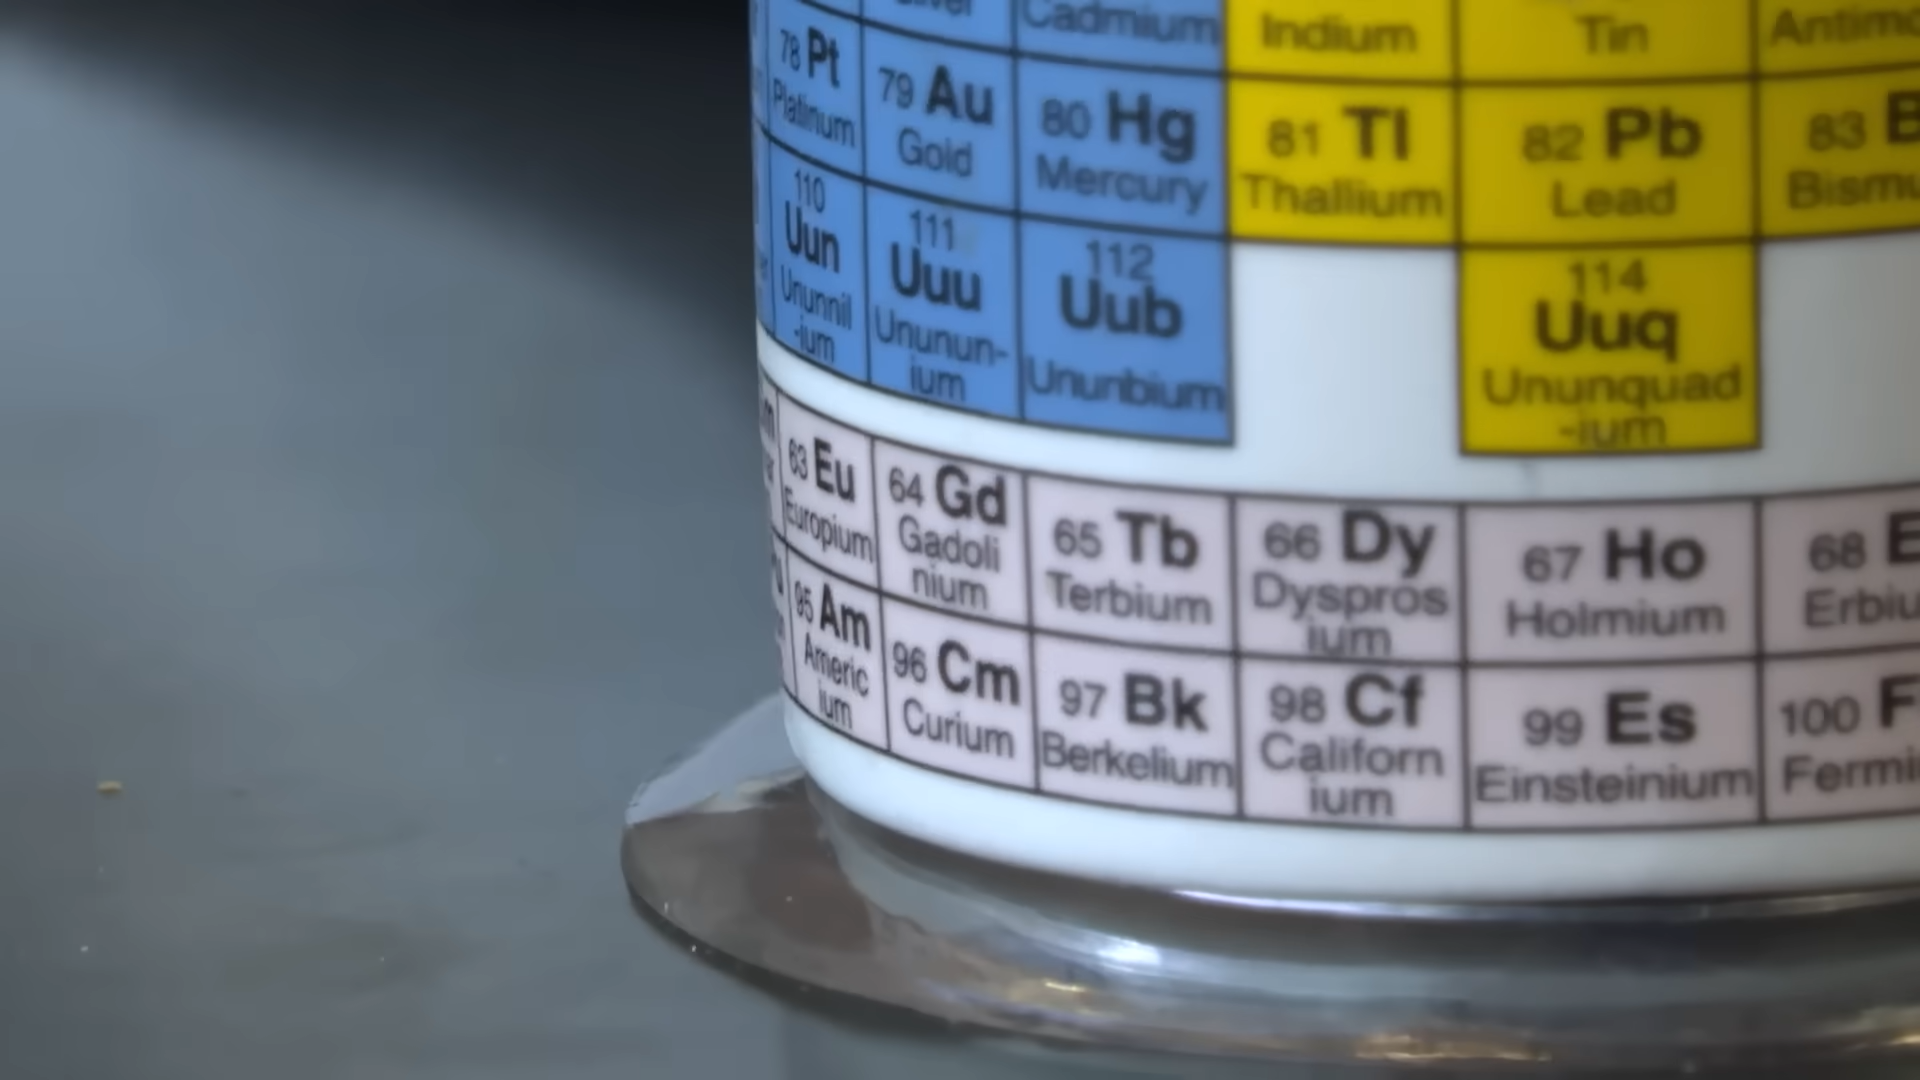 Cadmium Indium Tin
78 Pt 79 Au 80 Hg 81 Tl 82 Pb 83
Platinum Gold Mercury Thallium Lead
110 111 112 114
Uun Uuu Uub Uuq
Ununnil Ununun- Ununbium Ununquad
-ium ium -ium
63 Eu 64 Gd 65 Tb 66 Dy 67 Ho 68
Europium Gadoli Terbium Dyspros Holmium
nium ium
95 Am 96 Cm 97 Bk 98 Cf 99 Es 100
Americ Curium Berkelium Californ Einsteinium
ium ium